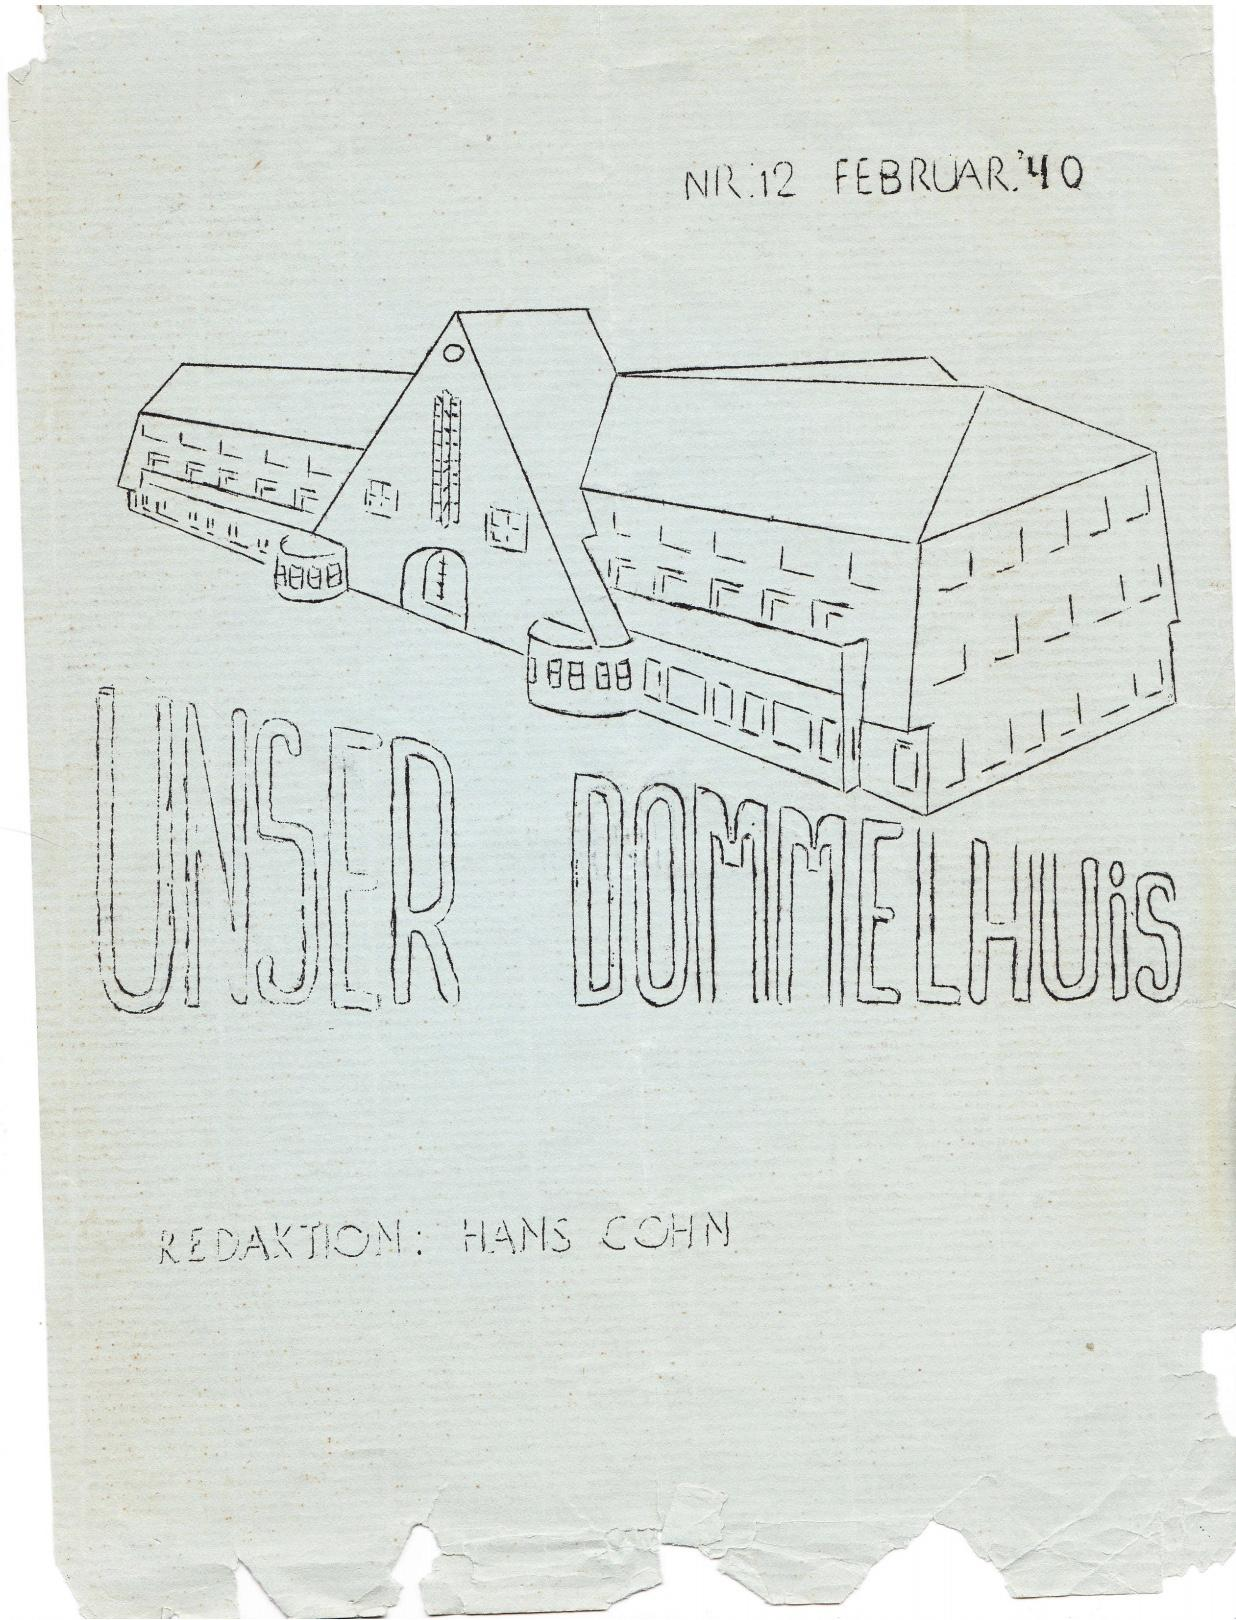 NR. 12 FEBRUAR. '40
UNSER DOMMELHUiS
REDAKTION: HANS COHN